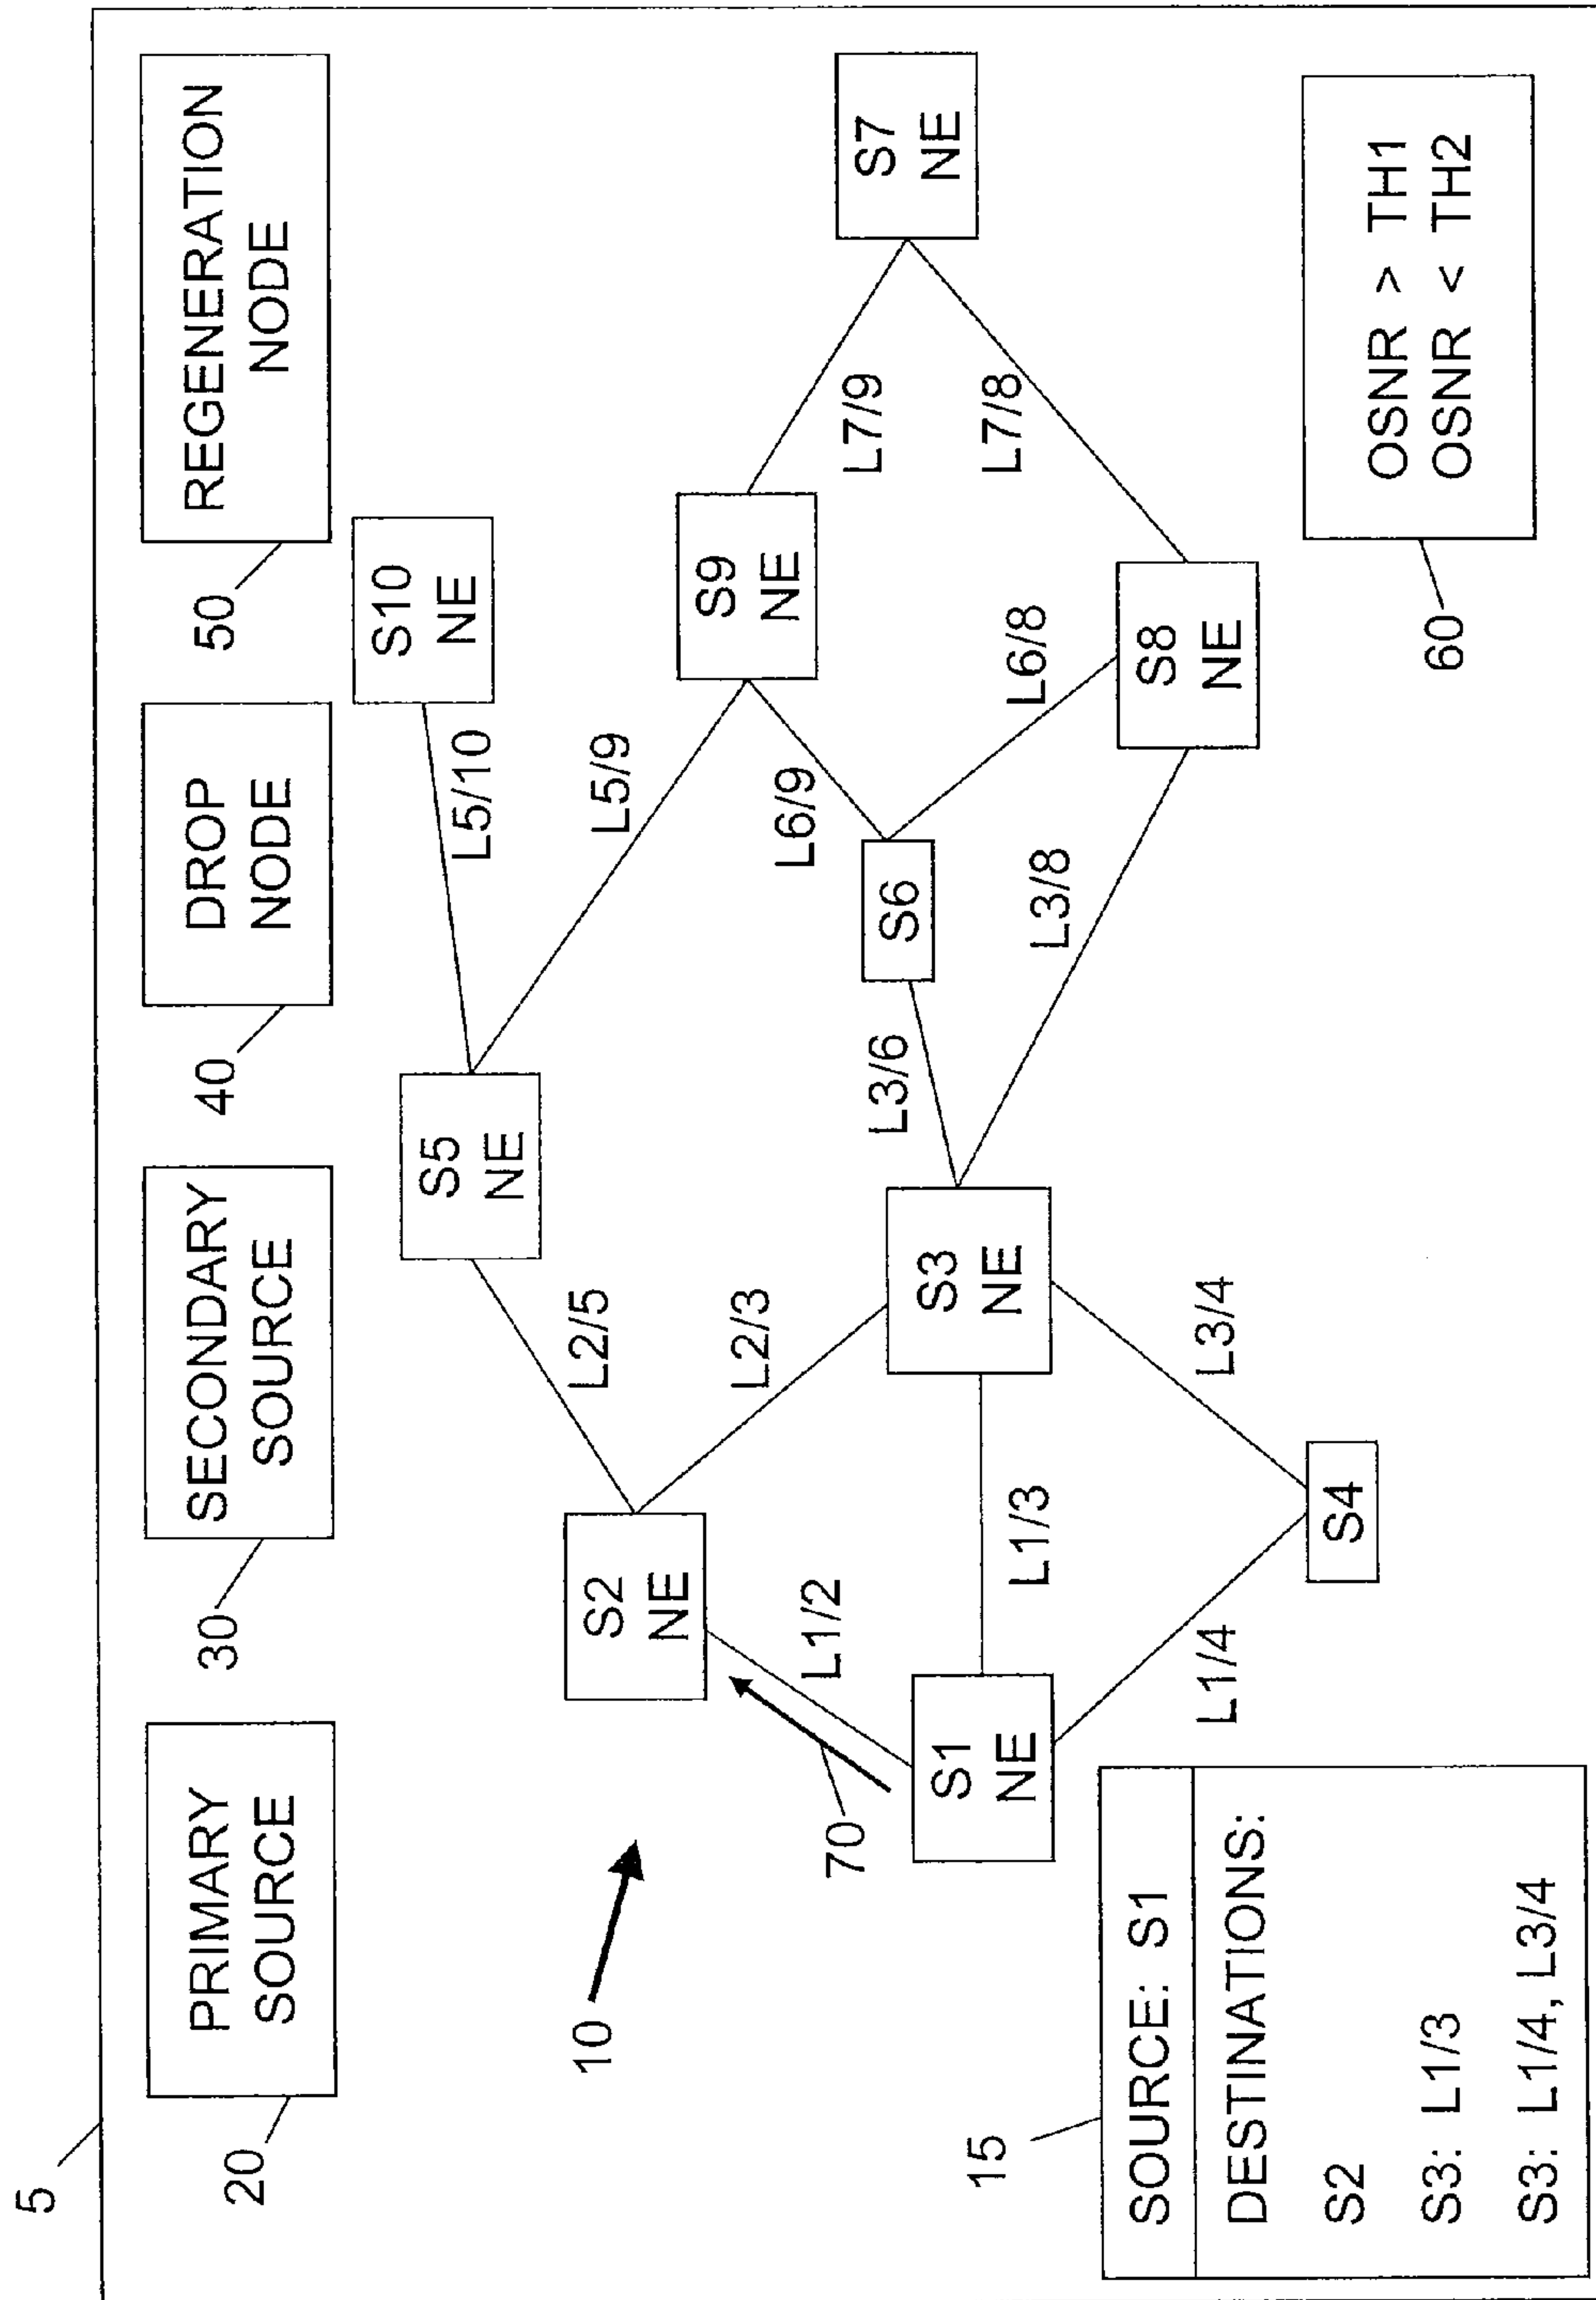 5
20
PRIMARY
SOURCE
30
SECONDARY
SOURCE
40
DROP
NODE
50
REGENERATION
NODE
10
70
S1
NE
L1/2
S2
NE
L2/5
S5
NE
L5/10
S10
NE
L5/9
L2/3
L1/3
S3
NE
L3/6
S6
L6/9
S9
NE
L7/9
S7
NE
L7/8
L6/8
L3/8
S8
NE
L1/4
S4
L3/4
15
SOURCE: S1
DESTINATIONS:
S2
S3: L1/3
S3: L1/4, L3/4
60
OSNR > TH1
OSNR < TH2